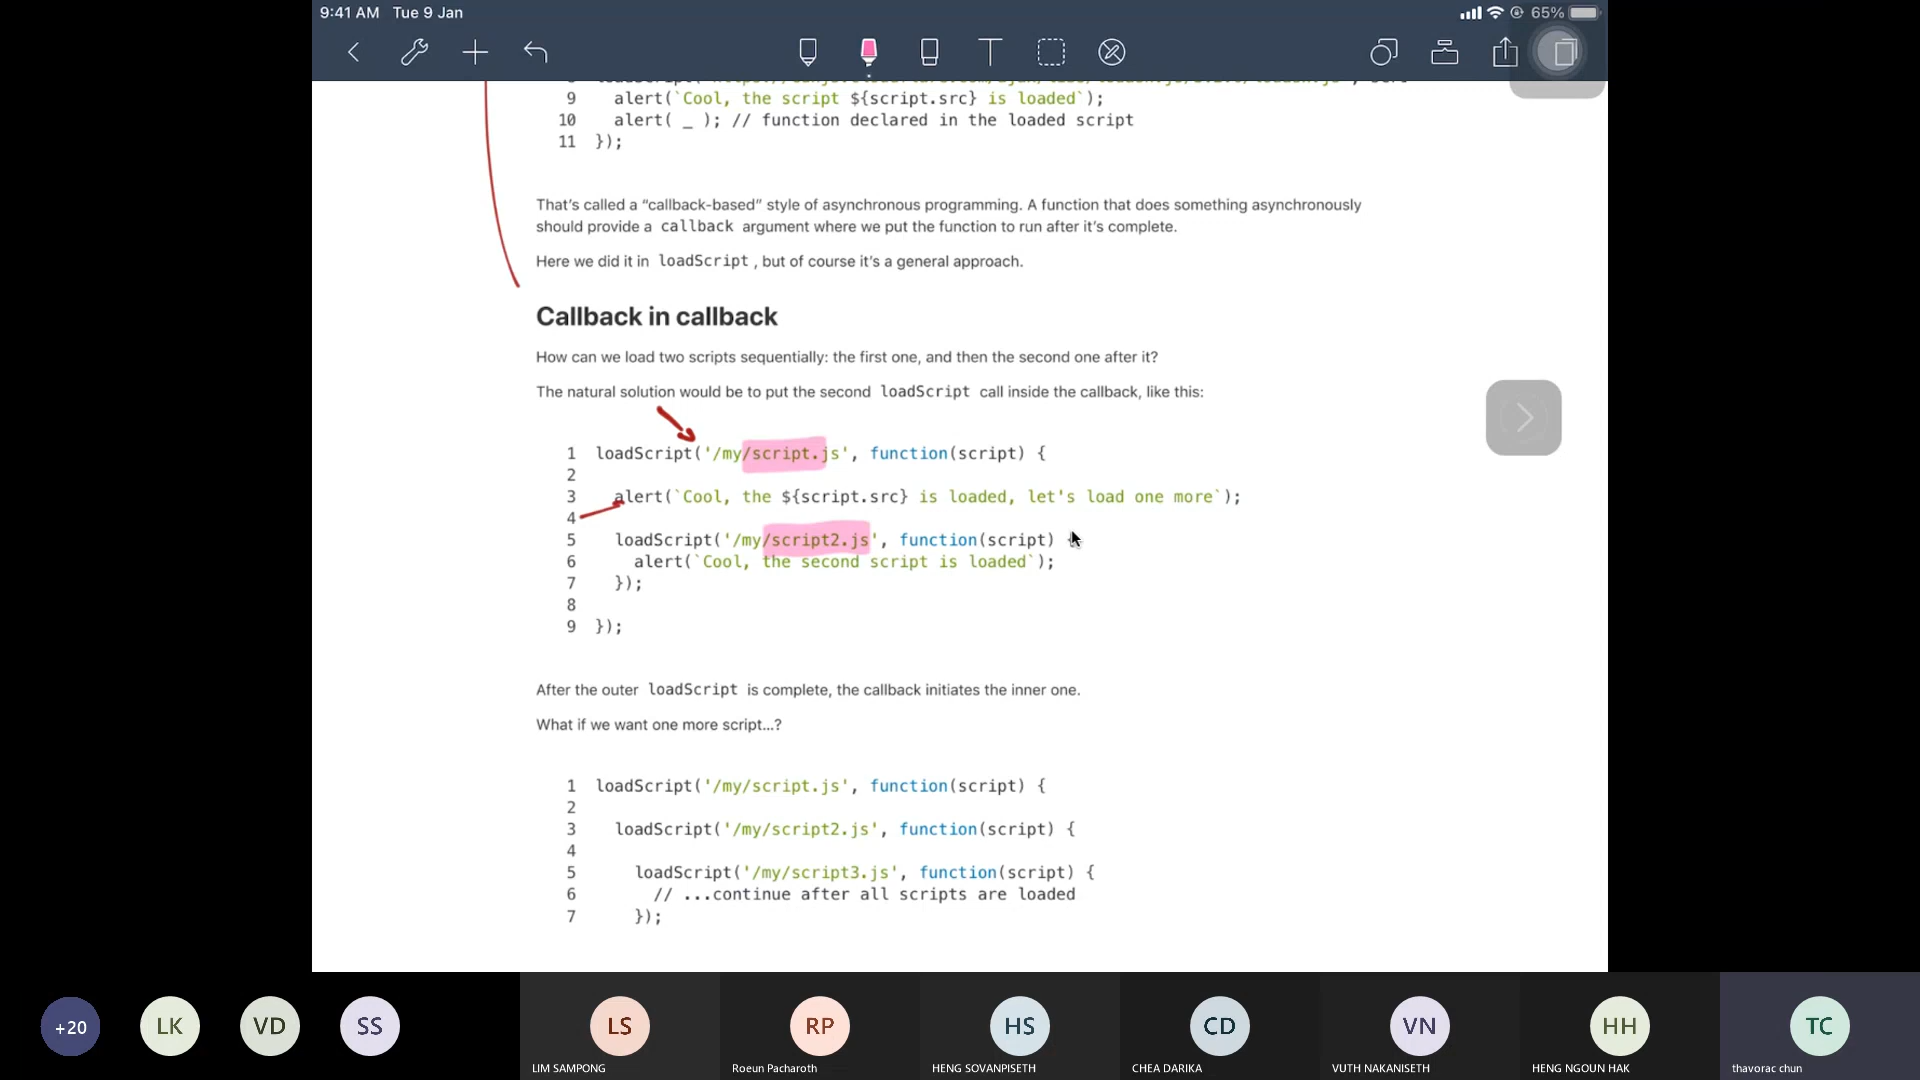 9:41 AM Tue 9 Jan
65%
9 alert(`Cool, the script ${script.src} is loaded`);
10 alert( _ ); // function declared in the loaded script
11 });
That’s called a “callback-based” style of asynchronous programming. A function that does something asynchronously
should provide a callback argument where we put the function to run after it’s complete.
Here we did it in loadScript , but of course it’s a general approach.
Callback in callback
How can we load two scripts sequentially: the first one, and then the second one after it?
The natural solution would be to put the second loadScript call inside the callback, like this:
1 loadScript('/my/script.js', function(script) {
2
3 alert(`Cool, the ${script.src} is loaded, let's load one more`);
4
5 loadScript('/my/script2.js', function(script)
6 alert(`Cool, the second script is loaded`);
7 });
8
9 });
After the outer loadScript is complete, the callback initiates the inner one.
What if we want one more script...?
1 loadScript('/my/script.js', function(script) {
2
3 loadScript('/my/script2.js', function(script) {
4
5 loadScript('/my/script3.js', function(script) {
6 // ...continue after all scripts are loaded
7 });
+20 LK VD SS LS RP HS CD VN HH TC
LIM SAMPONG Roeun Pacharoth HENG SOVANPISETH CHEA DARIKA VUTH NAKANISETH HENG NGOUN HAK thavorac chun